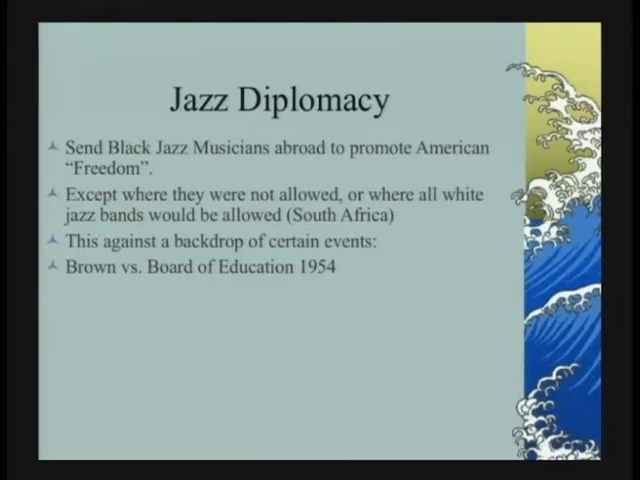 Jazz Diplomacy
Send Black Jazz Musicians abroad to promote American
“Freedom”.
Except where they were not allowed, or where all white
jazz bands would be allowed (South Africa)
This against a backdrop of certain events:
Brown vs. Board of Education 1954